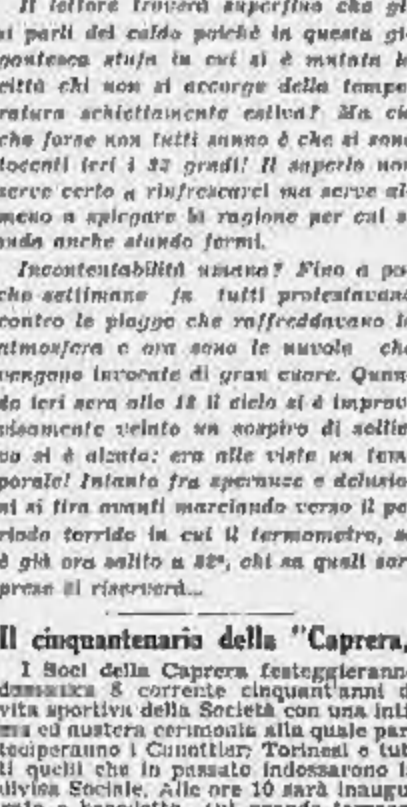 Il lettore troverà superfluo che gli
si parli del caldo poichè in questa gi
gantesca stufa in cui si è mutata la
città chi non si accorge della tempe
ratura schiettamente estiva? Ma ciò
che forse non tutti sanno è che si sono
toccati ieri i 32 gradi! Il saperlo non
serve certo a rinfrescarci ma serve al
meno a spiegare la ragione per cui si
suda anche stando fermi.
Incontentabilità umana? Fino a po
che settimane fa tutti protestavano
contro le piogge che raffreddavano l'
atmosfera e ora sono le nuvole che
vengono invocate di gran cuore. Quan
do ieri sera alle 18 il cielo si è improv
visamente velato un sospiro di sollie
vo si è alzato: era alle viste un tem
porale! Intanto fra speranze e delusio
ni si tira avanti marciando verso il pe
riodo torrido in cui il termometro, se
è già ora salito a 32°, chi sa quali sor
prese ci riserverà...
Il cinquantenario della "Caprera,
I Soci della Caprera festeggieranno
domenica 8 corrente cinquant'anni di
vita sportiva della Società con una inti
ma ed austera cerimonia alla quale par
teciperanno i Canottieri Torinesi e tut
ti quelli che in passato indossarono la
divisa Sociale. Alle ore 10 sarà inaugu